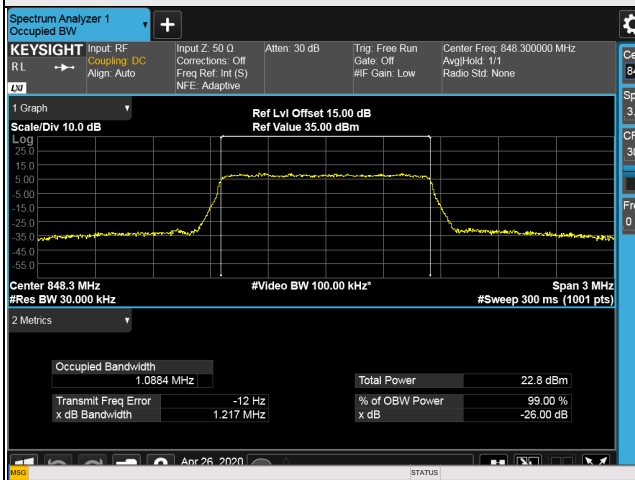 Spectrum Analyzer 1
Occupied BW
KEYSIGHT
R L
LXI
Input: RF
Coupling: DC
Align: Auto
Input Z: 50 Ω
Corrections: Off
Freq Ref: Int (S)
NFE: Adaptive
Atten: 30 dB
Trig: Free Run
Gate: Off
#IF Gain: Low
Center Freq: 848.300000 MHz
Avg|Hold: 1/1
Radio Std: None
1 Graph
Scale/Div 10.0 dB
Ref Lvl Offset 15.00 dB
Ref Value 35.00 dBm
Log
25.0
15.0
5.00
-5.00
-15.0
-25.0
-35.0
-45.0
-55.0
Center 848.3 MHz
#Res BW 30.000 kHz
#Video BW 100.00 kHz*
Span 3 MHz
#Sweep 300 ms (1001 pts)
2 Metrics
Occupied Bandwidth
1.0884 MHz
Total Power 22.8 dBm
Transmit Freq Error -12 Hz
% of OBW Power 99.00 %
x dB Bandwidth 1.217 MHz
x dB -26.00 dB
Apr 26, 2020
MSG
STATUS